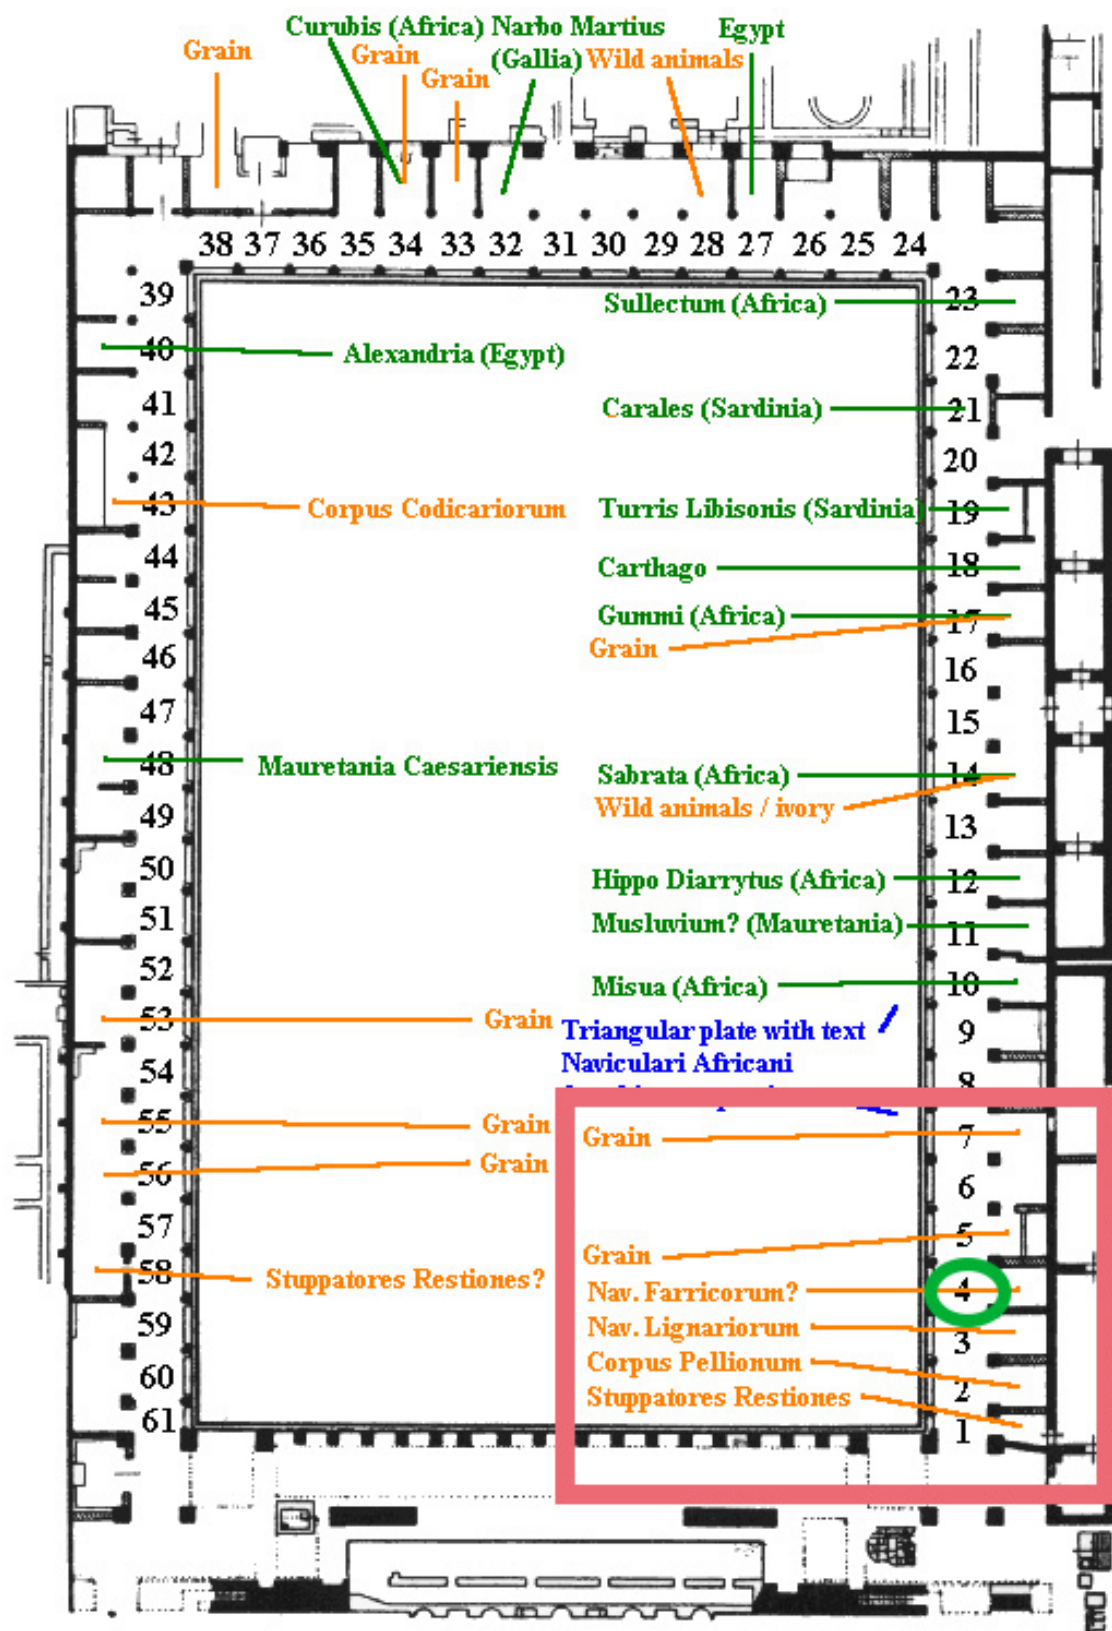 Curubis (Africa) Narbo Martius
(Gallia)
Egypt
Grain
Grain
Grain
Wild animals
38 37 36 35 34 33 32 31 30 29 28 27 26 25 24
39
40
Alexandria (Egypt)
41
42
43
Corpus Codicariorum
44
45
46
47
48
Mauretania Caesariensis
49
50
51
52
53
Grain
54
55
Grain
56
Grain
57
58
Stuppatores Restiones?
59
60
61
Sullectum (Africa)
23
22
Carales (Sardinia)
21
20
Turris Libisonis (Sardinia)
19
Carthago
18
Gummi (Africa)
17
Grain
16
15
Sabrata (Africa)
14
Wild animals / ivory
13
Hippo Diarrytus (Africa)
12
Musluvium? (Mauretania)
11
Misua (Africa)
10
Triangular plate with text
Naviculari Africani
9
8
Grain
7
6
5
Grain
Nav. Farricorum?
4
Nav. Lignariorum
3
Corpus Pellionum
2
Stuppatores Restiones
1